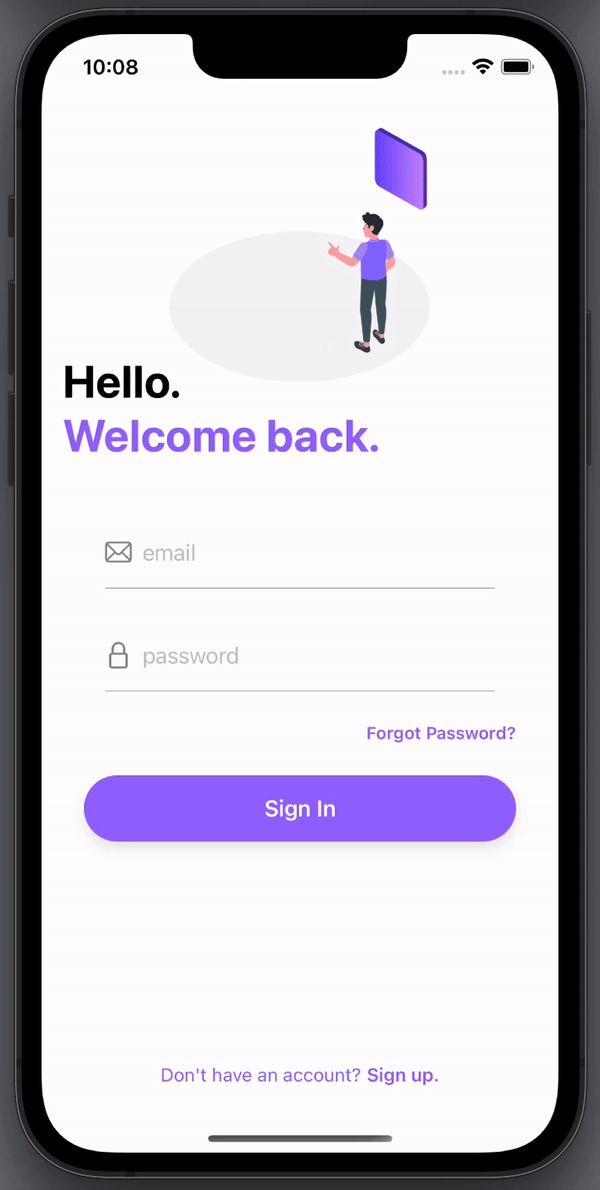 10:08
Hello.
Welcome back.
email
password
Forgot Password?
Sign In
Don't have an account? Sign up.